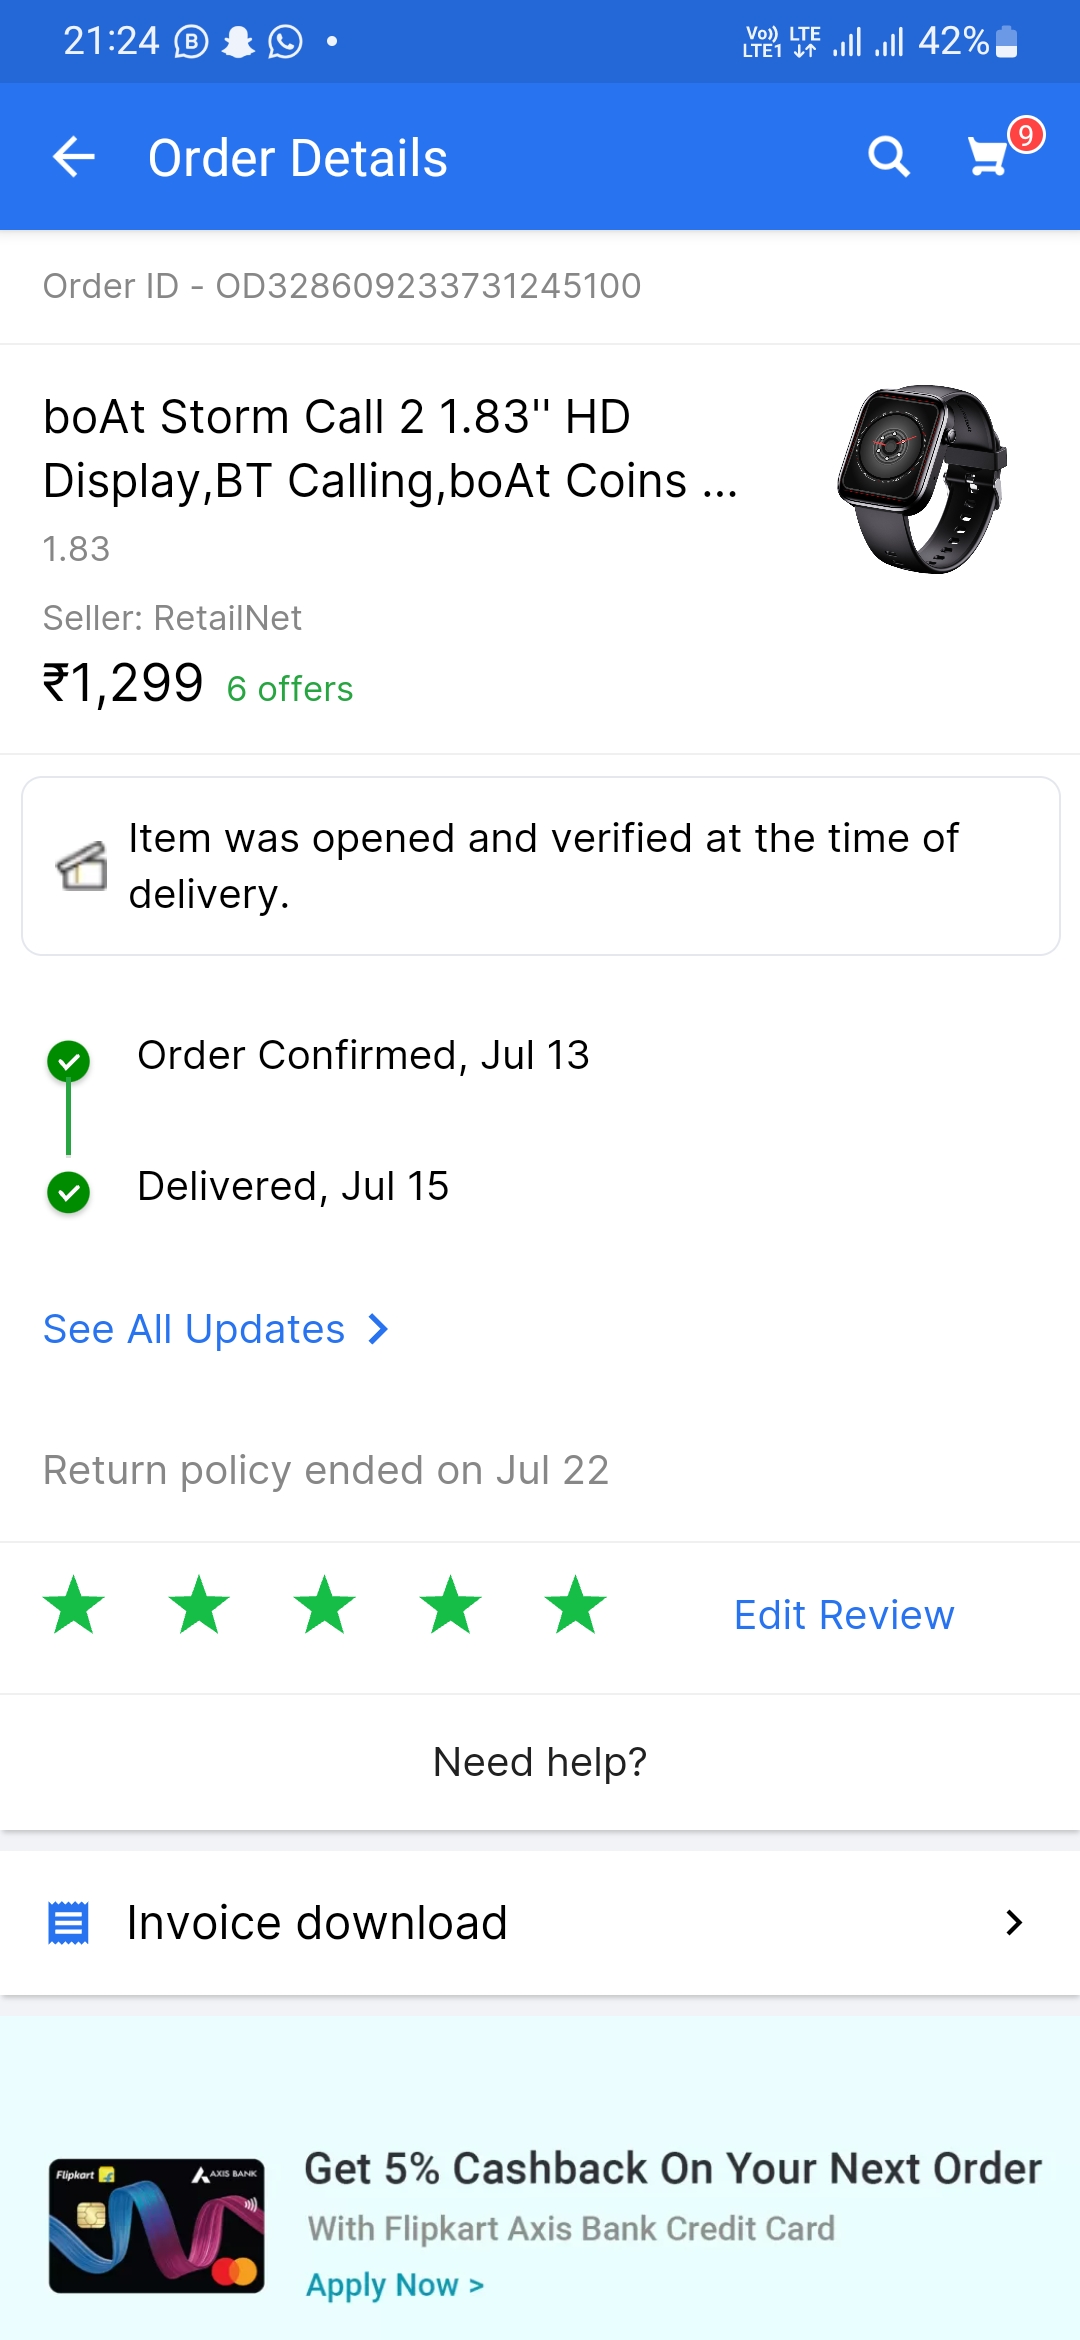 21:24
Vo)) LTE
LTE1
42%
Order Details
9
Order ID - OD328609233731245100
boAt Storm Call 2 1.83" HD
Display,BT Calling,boAt Coins ...
1.83
Seller: RetailNet
₹1,299 6 offers
Item was opened and verified at the time of
delivery.
Order Confirmed, Jul 13
Delivered, Jul 15
See All Updates
Return policy ended on Jul 22
Edit Review
Need help?
Invoice download
Flipkart
AXIS BANK
Get 5% Cashback On Your Next Order
With Flipkart Axis Bank Credit Card
Apply Now >